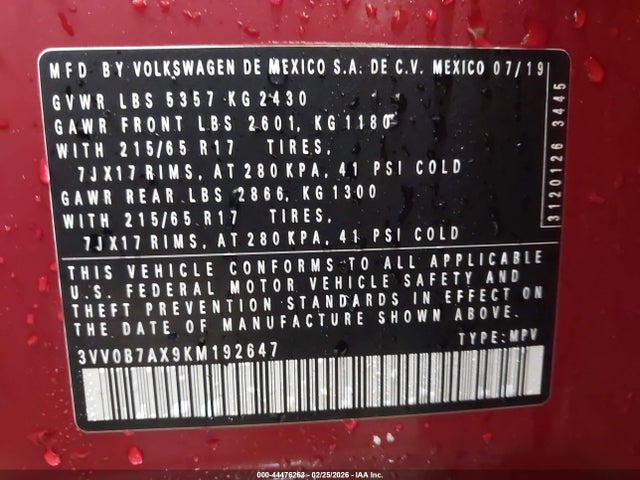 MFD BY VOLKSWAGEN DE MEXICO S.A. DE C.V. MEXICO 07/19
GVWR LBS 5357 KG 2430
GAWR FRONT LBS 2601, KG 1180
WITH 215/65 R17 TIRES,
7JX17 RIMS, AT 280 KPA, 41 PSI COLD
GAWR REAR LBS 2866, KG 1300
WITH 215/65 R17 TIRES,
7JX17 RIMS, AT 280 KPA, 41 PSI COLD
3120126 3445
THIS VEHICLE CONFORMS TO ALL APPLICABLE
U.S. FEDERAL MOTOR VEHICLE SAFETY AND
THEFT PREVENTION STANDARDS IN EFFECT ON
THE DATE OF MANUFACTURE SHOWN ABOVE.
3VV0B7AX9KM192647 TYPE: MPV
000-44476263 - 02/25/2026 - IAA Inc.